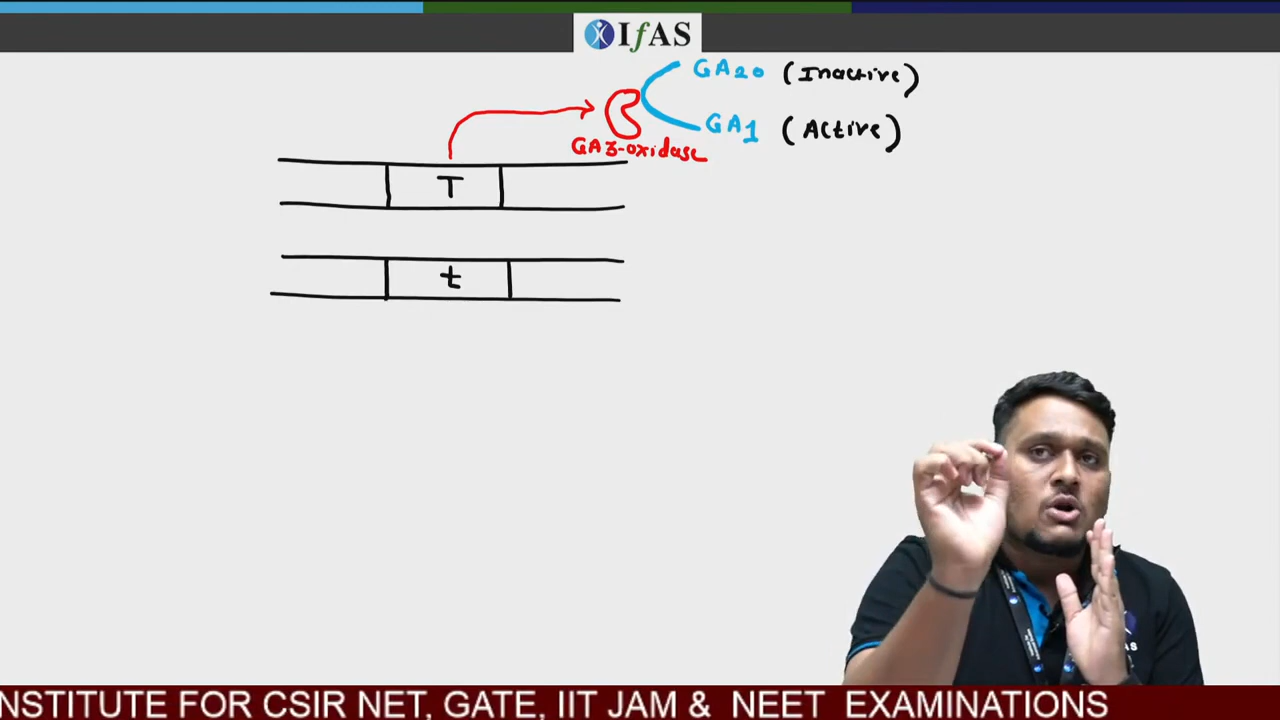 IfAS
GA20 (Inactive)
GA1 (Active)
GA3-oxidase
T
t
NSTITUTE FOR CSIR NET, GATE, IIT JAM & NEET EXAMINATIONS